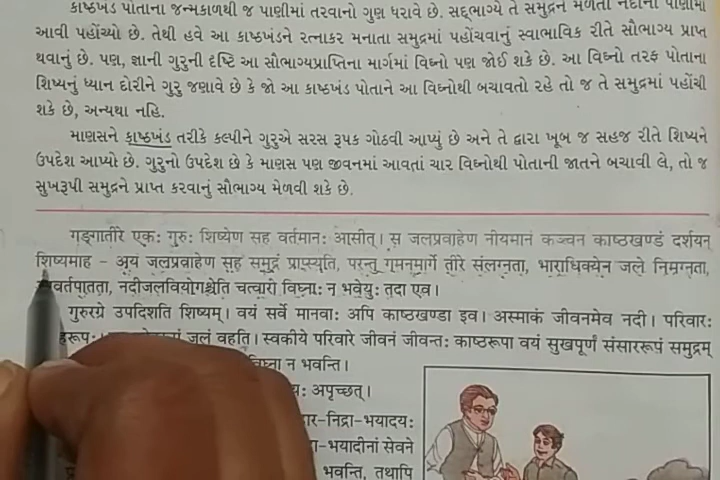 કાષ્ઠખંડ પોતાના જન્મકાળથી જ પાણીમાં તરવાનો ગુણ ધરાવે છે. સદ્ભાગ્યે તે સમુદ્રને મળતી નદીના પાણીમાં
આવી પહોંચ્યો છે. તેથી હવે આ કાષ્ઠખંડને રત્નાકર મનાતા સમુદ્રમાં પહોંચવાનું સ્વાભાવિક રીતે સૌભાગ્ય પ્રાપ્ત
થવાનું છે. પણ, જ્ઞાની ગુરુની દૃષ્ટિ આ સૌભાગ્યપ્રાપ્તિના માર્ગમાં વિઘ્નો પણ જોઈ શકે છે. આ વિઘ્નો તરફ પોતાના
શિષ્યનું ધ્યાન દોરીને ગુરુ જણાવે છે કે જો આ કાષ્ઠખંડ પોતાને આ વિઘ્નોથી બચાવતો રહે તો જ તે સમુદ્રમાં પહોંચી
શકે છે, અન્યથા નહિ.
માણસને કાષ્ઠખંડ તરીકે કલ્પીને ગુરુએ સરસ રૂપક ગોઠવી આપ્યું છે અને તે દ્વારા ખૂબ જ સહજ રીતે શિષ્યને
ઉપદેશ આપ્યો છે. ગુરુનો ઉપદેશ છે કે માણસ પણ જીવનમાં આવતાં ચાર વિઘ્નોથી પોતાની જાતને બચાવી લે, તો જ
સુખરૂપી સમુદ્રને પ્રાપ્ત કરવાનું સૌભાગ્ય મેળવી શકે છે.
गङ्गातीरे एकः गुरुः शिष्येण सह वर्तमानः आसीत्। स जलप्रवाहेण नीयमानं कञ्चन काष्ठखण्डं दर्शयन्
शिष्यमाह – अयं जलप्रवाहेण सह समुद्रं प्राप्स्यति, परन्तु गमनमार्गे तीरे संलग्नता, भाराधिक्येन जले निमग्नता,
वर्तपातता, नदीजलवियोगश्चेति चत्वारो विघ्नाः न भवेयुः तदा एव।
गुरुरग्रे उपदिशति शिष्यम्। वयं सर्वे मानवाः अपि काष्ठखण्डा इव। अस्माकं जीवनमेव नदी। परिवारः
जलं वहति। स्वकीये परिवारे जीवनं जीवन्तः काष्ठरूपा वयं सुखपूर्णं संसाररूपं समुद्रम्
न भवन्ति।
अपृच्छत्।
निद्रा–भयादयः
भयादीनां सेवने
भवन्ति, तथापि